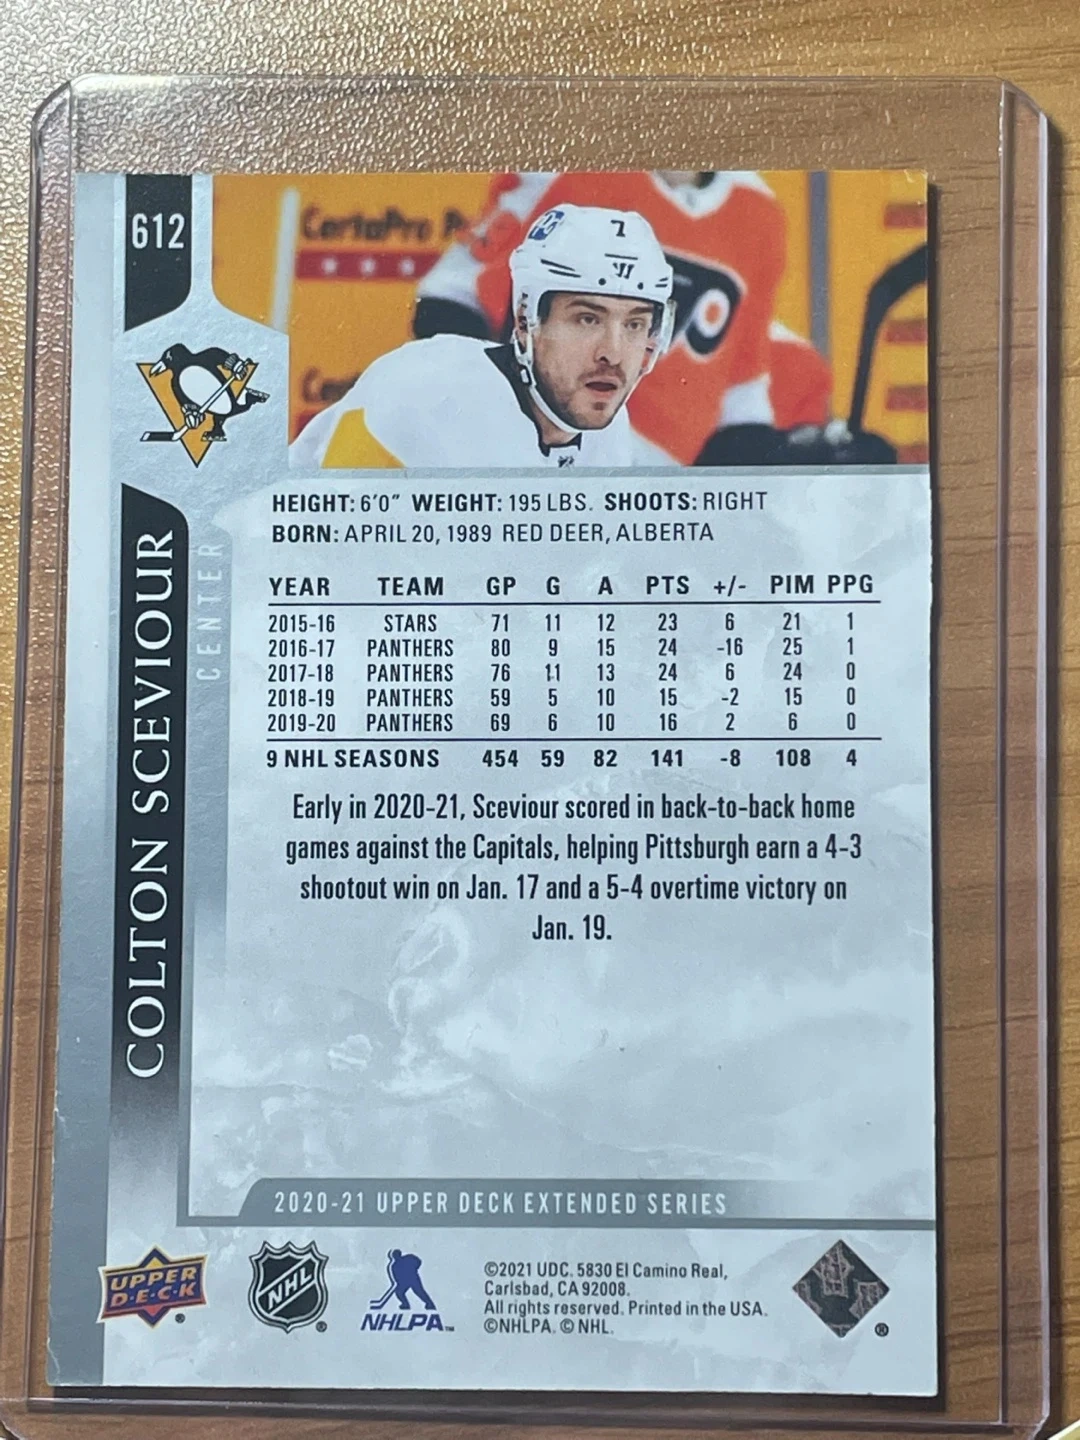 612
CertaPro P
7
HEIGHT: 6'0" WEIGHT: 195 LBS. SHOOTS: RIGHT
BORN: APRIL 20, 1989 RED DEER, ALBERTA
COLTON SCEVIOUR
CENTER
YEAR TEAM GP G A PTS +/- PIM PPG
2015-16 STARS 71 11 12 23 6 21 1
2016-17 PANTHERS 80 9 15 24 -16 25 1
2017-18 PANTHERS 76 11 13 24 6 24 0
2018-19 PANTHERS 59 5 10 15 -2 15 0
2019-20 PANTHERS 69 6 10 16 2 6 0
9 NHL SEASONS 454 59 82 141 -8 108 4
Early in 2020-21, Sceviour scored in back-to-back home
games against the Capitals, helping Pittsburgh earn a 4-3
shootout win on Jan. 17 and a 5-4 overtime victory on
Jan. 19.
2020-21 UPPER DECK EXTENDED SERIES
UPPER
D·E·C·K®
NHL®
NHLPA™
©2021 UDC. 5830 El Camino Real,
Carlsbad, CA 92008.
All rights reserved. Printed in the USA.
©NHLPA. © NHL.
®